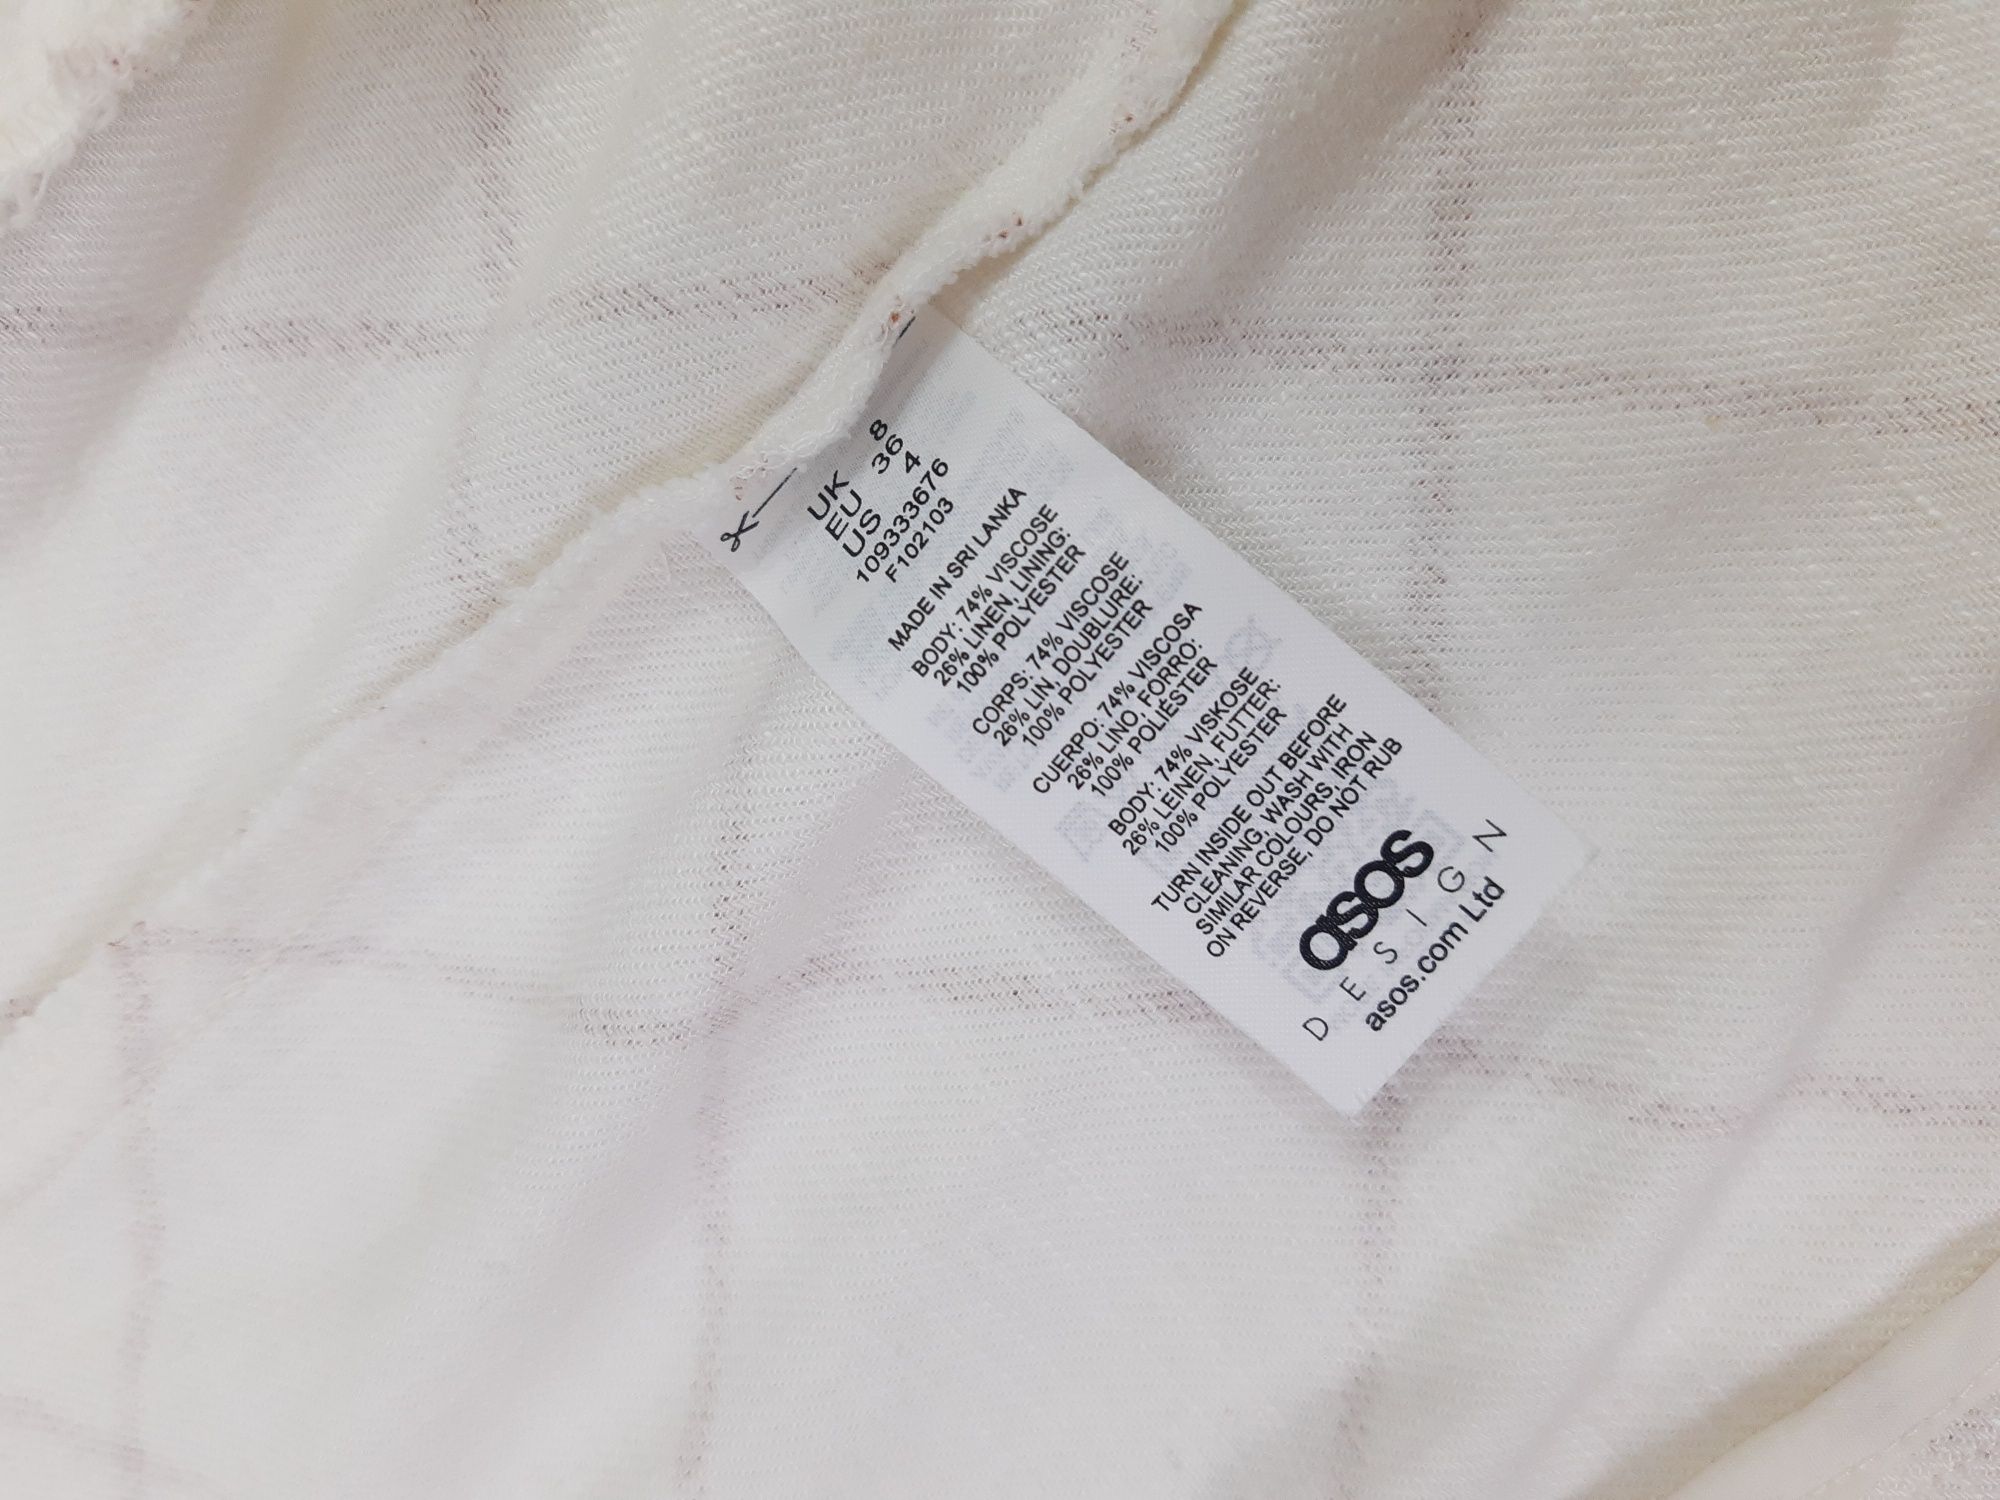 UK 8
EU 36
US 4
109333676
F102103
MADE IN SRI LANKA
BODY: 74% VISCOSE
26% LINEN, LINING:
100% POLYESTER
CORPS: 74% VISCOSE
26% LIN, DOUBLURE:
100% POLYESTER
CUERPO: 74% VISCOSA
26% LINO, FORRO:
100% POLIÉSTER
BODY: 74% VISKOSE
26% LEINEN, FUTTER:
100% POLYESTER
TURN INSIDE OUT BEFORE
CLEANING, WASH WITH
SIMILAR COLOURS, IRON
ON REVERSE, DO NOT RUB
asos
DESIGN
asos.com Ltd